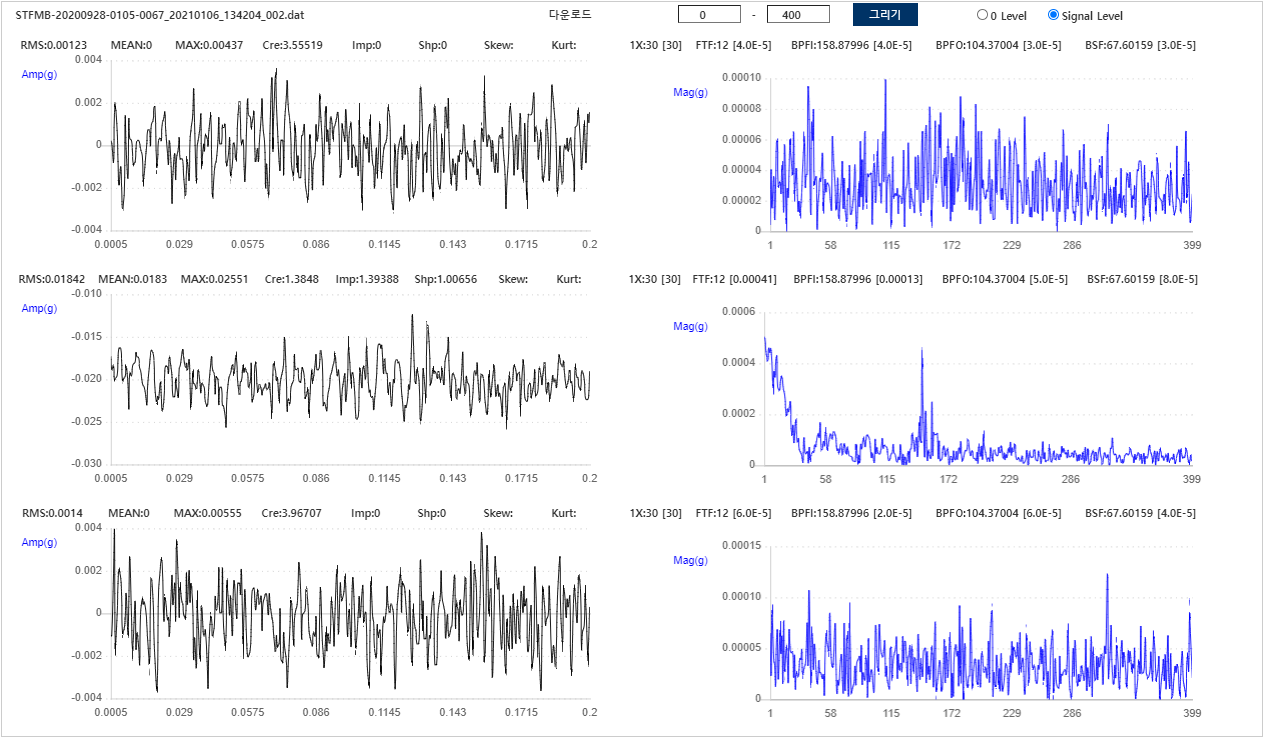 STFMB-20200928-0105-0067_20210106_134204_002.dat 다운로드 0 - 400 그리기 0 Level Signal Level
RMS:0.00123 MEAN:0 MAX:0.00437 Cre:3.55519 Imp:0 Shp:0 Skew: Kurt:
Amp(g)
0.004
0.002
0
-0.002
-0.004
0.0005 0.029 0.0575 0.086 0.1145 0.143 0.1715 0.2
1X:30 [30] FTF:12 [4.0E-5] BPFI:158.87996 [4.0E-5] BPFO:104.37004 [3.0E-5] BSF:67.60159 [3.0E-5]
Mag(g)
0.00010
0.00008
0.00006
0.00004
0.00002
0
1 58 115 172 229 286 399
RMS:0.01842 MEAN:0.0183 MAX:0.02551 Cre:1.3848 Imp:1.39388 Shp:1.00656 Skew: Kurt:
Amp(g)
-0.010
-0.015
-0.020
-0.025
-0.030
0.0005 0.029 0.0575 0.086 0.1145 0.143 0.1715 0.2
1X:30 [30] FTF:12 [0.00041] BPFI:158.87996 [0.00013] BPFO:104.37004 [5.0E-5] BSF:67.60159 [8.0E-5]
Mag(g)
0.0006
0.0004
0.0002
0
1 58 115 172 229 286 399
RMS:0.0014 MEAN:0 MAX:0.00555 Cre:3.96707 Imp:0 Shp:0 Skew: Kurt:
Amp(g)
0.004
0.002
0
-0.002
-0.004
0.0005 0.029 0.0575 0.086 0.1145 0.143 0.1715 0.2
1X:30 [30] FTF:12 [6.0E-5] BPFI:158.87996 [2.0E-5] BPFO:104.37004 [6.0E-5] BSF:67.60159 [4.0E-5]
Mag(g)
0.00015
0.00010
0.00005
0
1 58 115 172 229 286 399